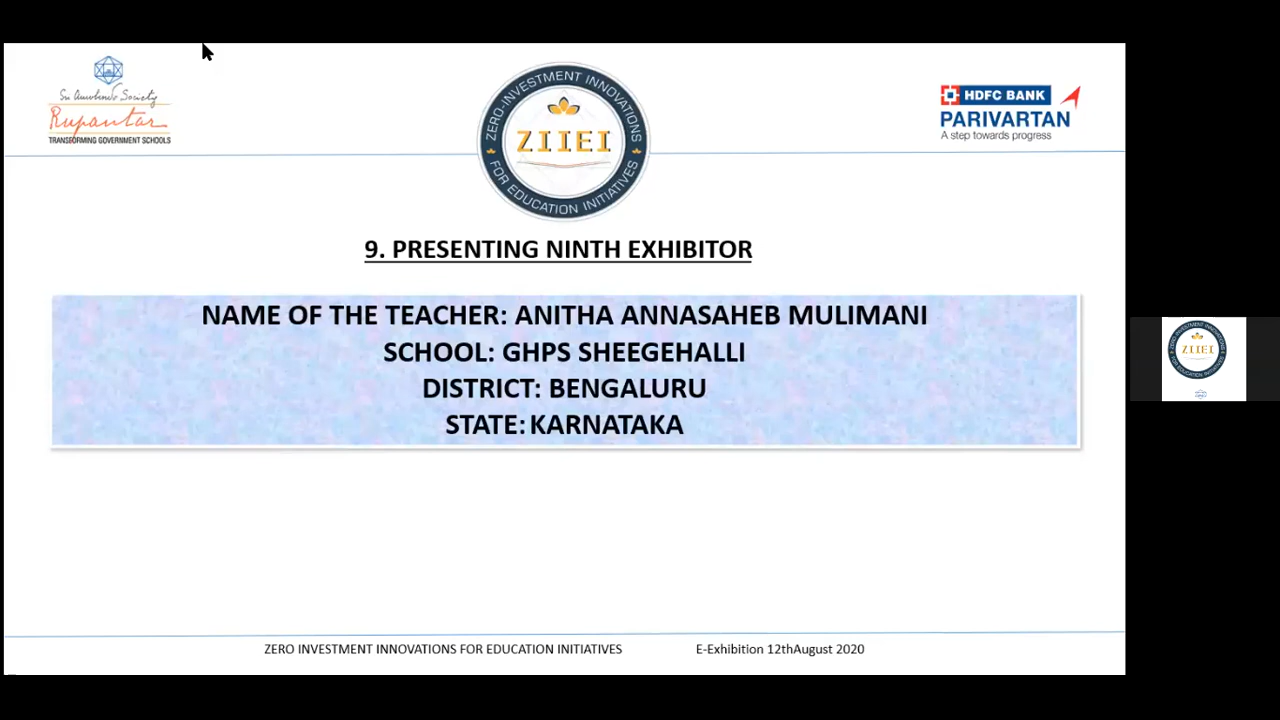 Sri Aurobindo Society
Rupantar
TRANSFORMING GOVERNMENT SCHOOLS
ZERO-INVESTMENT INNOVATIONS
ZIIEI
FOR EDUCATION INITIATIVES
HDFC BANK
PARIVARTAN
A step towards progress
9. PRESENTING NINTH EXHIBITOR
NAME OF THE TEACHER: ANITHA ANNASAHEB MULIMANI
SCHOOL: GHPS SHEEGEHALLI
DISTRICT: BENGALURU
STATE: KARNATAKA
ZIIEI
ZERO INVESTMENT INNOVATIONS FOR EDUCATION INITIATIVES
E-Exhibition 12thAugust 2020